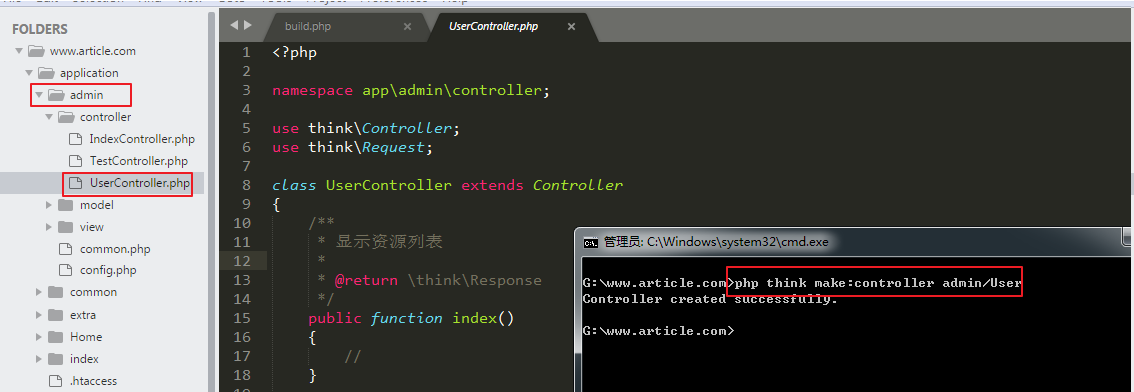 FOLDERS
www.article.com
application
admin
controller
IndexController.php
TestController.php
UserController.php
model
view
common.php
config.php
common
extra
Home
index
.htaccess
build.php ×
UserController.php ×
1 <?php
2
3 namespace app\admin\controller;
4
5 use think\Controller;
6 use think\Request;
7
8 class UserController extends Controller
9 {
10 /**
11 * 显示资源列表
12 *
13 * @return \think\Response
14 */
15 public function index()
16 {
17 //
18 }
管理员: C:\Windows\system32\cmd.exe
G:\www.article.com>php think make:controller admin/User
Controller created successfully.
G:\www.article.com>